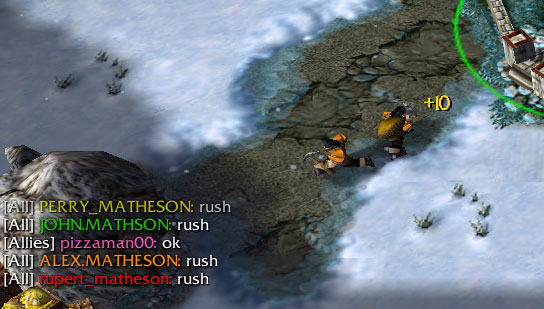 +10
[All] PERRY_MATHESON: rush
[All] JOHN.MATHSON: rush
[Allies] pizzaman00: ok
[All] ALEX.MATHESON: rush
[All] rupert_matheson: rush